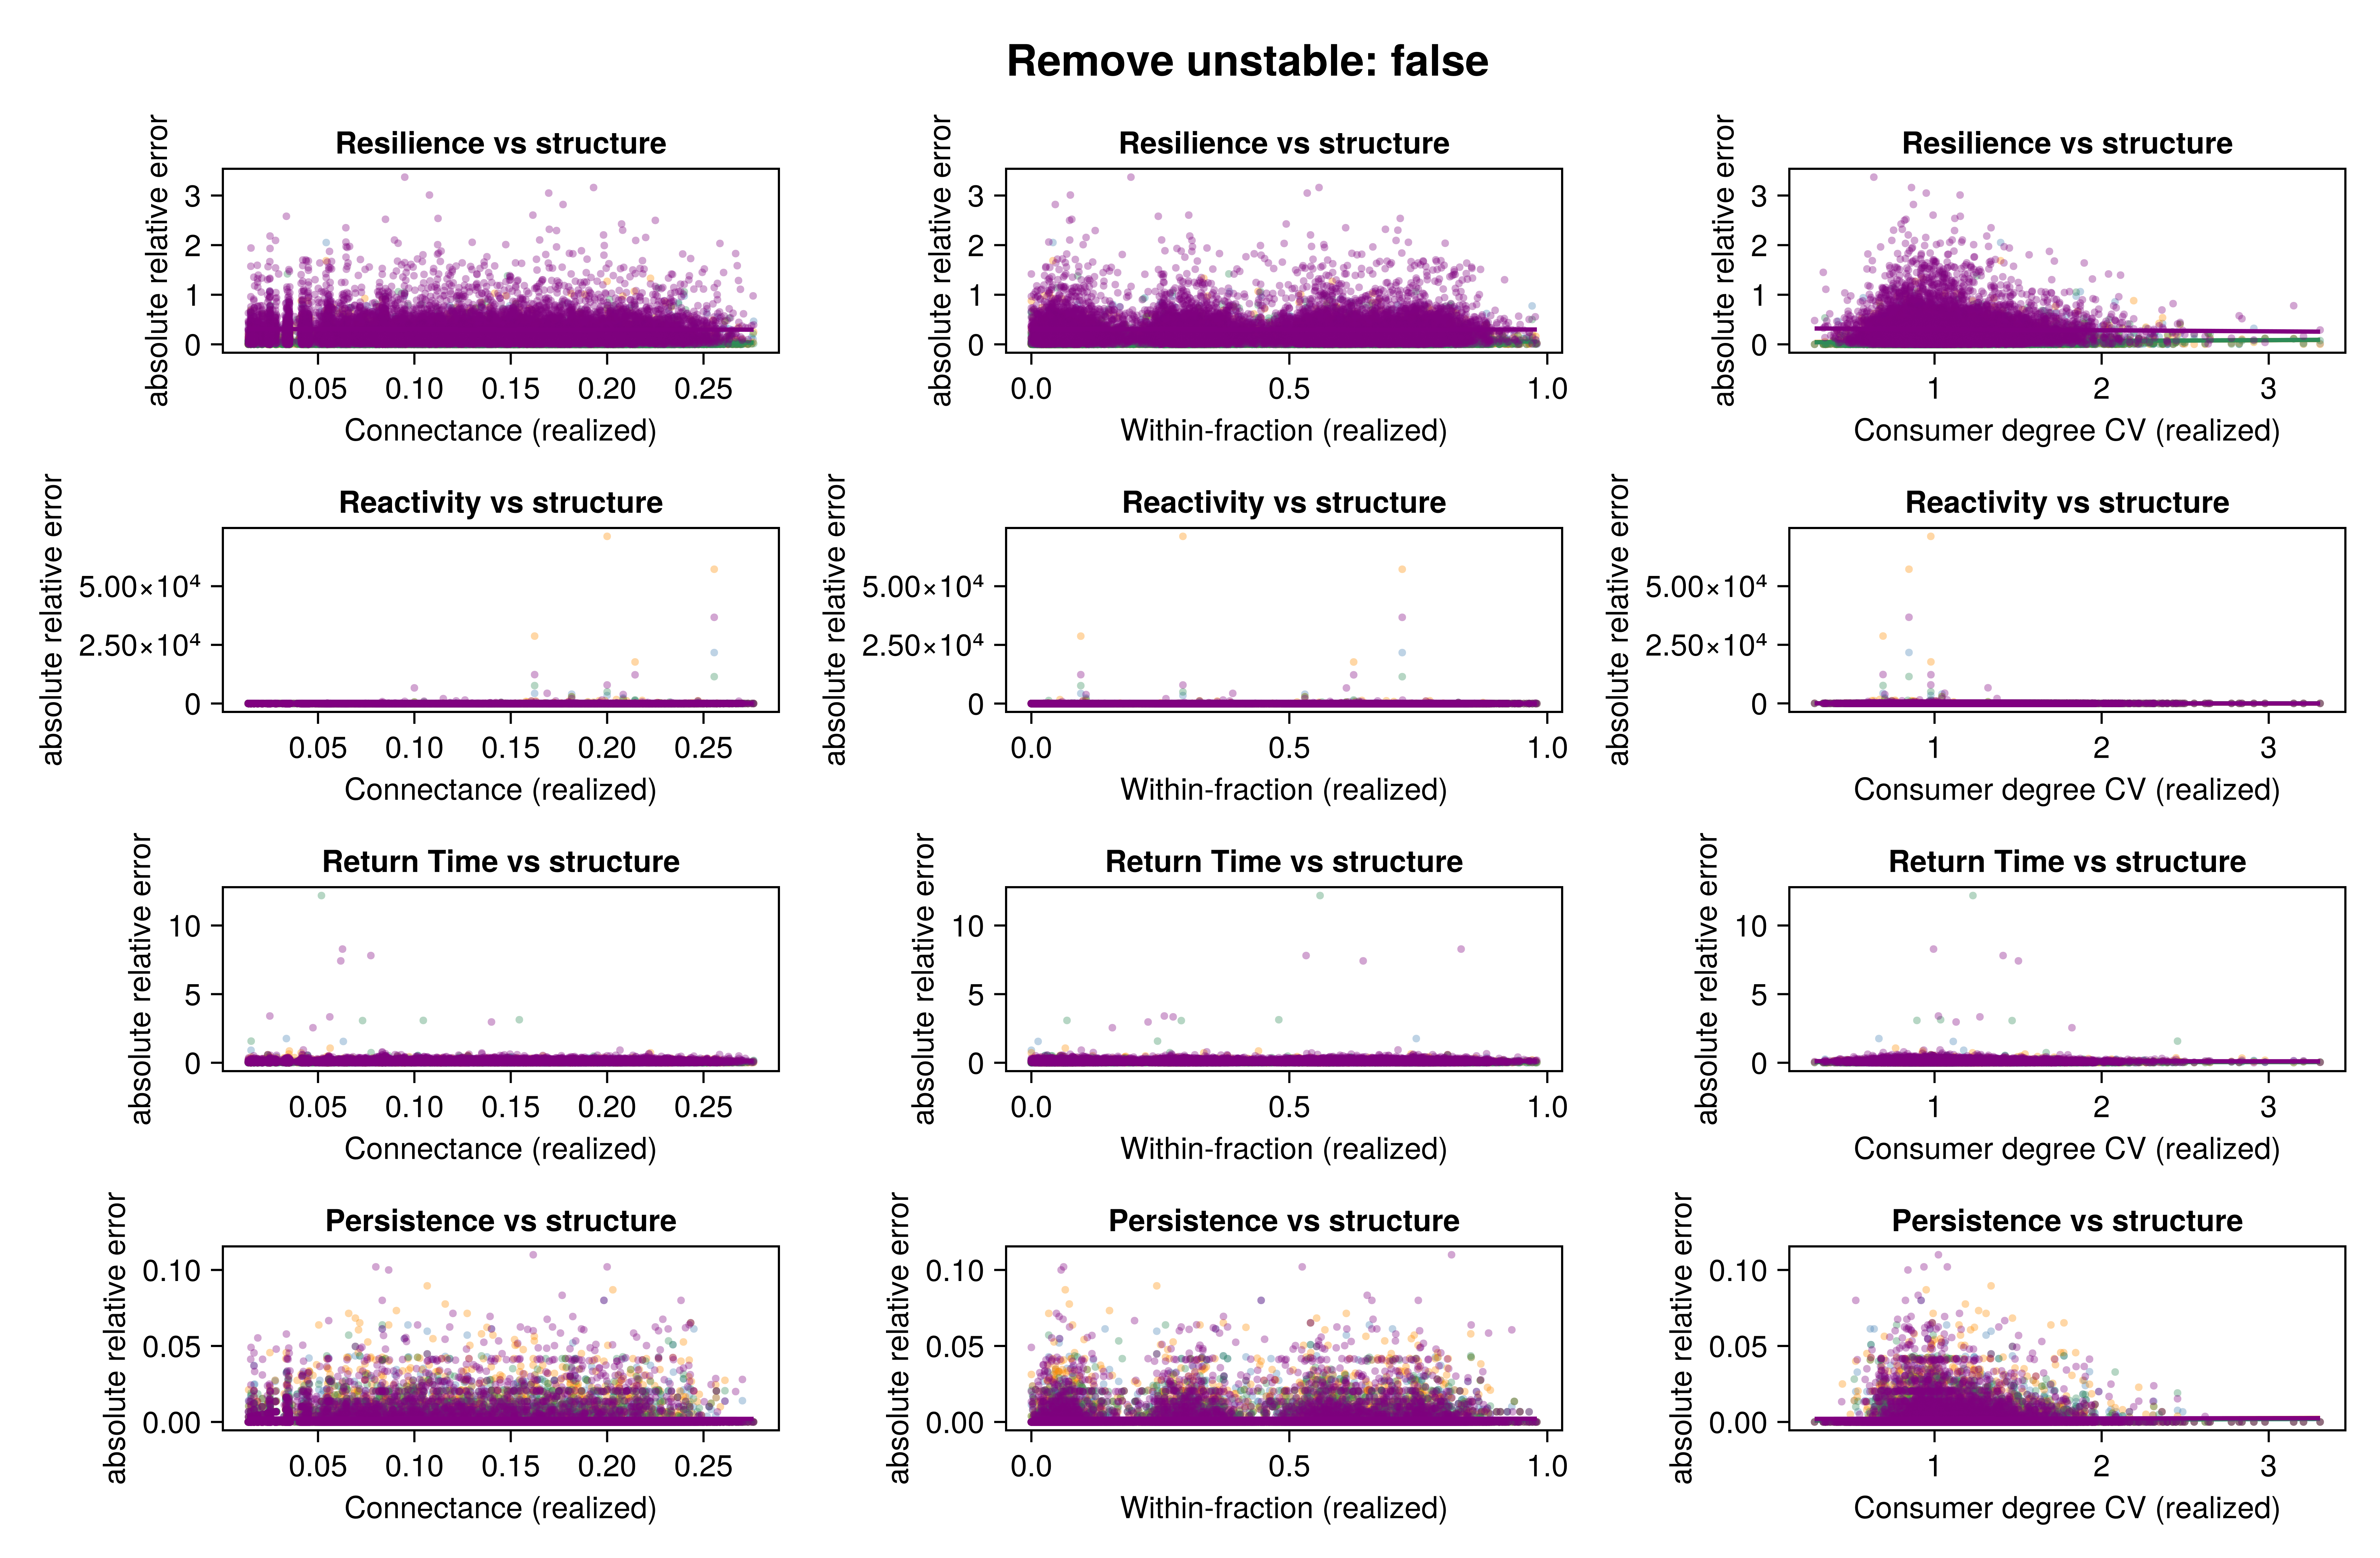 Remove unstable: false
Resilience vs structure
absolute relative error
3
2
1
0
0.05 0.10 0.15 0.20 0.25
Connectance (realized)
Resilience vs structure
absolute relative error
3
2
1
0
0.0 0.5 1.0
Within-fraction (realized)
Resilience vs structure
absolute relative error
3
2
1
0
1 2 3
Consumer degree CV (realized)
Reactivity vs structure
absolute relative error
5.00×10⁴
2.50×10⁴
0
0.05 0.10 0.15 0.20 0.25
Connectance (realized)
Reactivity vs structure
absolute relative error
5.00×10⁴
2.50×10⁴
0
0.0 0.5 1.0
Within-fraction (realized)
Reactivity vs structure
absolute relative error
5.00×10⁴
2.50×10⁴
0
1 2 3
Consumer degree CV (realized)
Return Time vs structure
absolute relative error
10
5
0
0.05 0.10 0.15 0.20 0.25
Connectance (realized)
Return Time vs structure
absolute relative error
10
5
0
0.0 0.5 1.0
Within-fraction (realized)
Return Time vs structure
absolute relative error
10
5
0
1 2 3
Consumer degree CV (realized)
Persistence vs structure
absolute relative error
0.10
0.05
0.00
0.05 0.10 0.15 0.20 0.25
Connectance (realized)
Persistence vs structure
absolute relative error
0.10
0.05
0.00
0.0 0.5 1.0
Within-fraction (realized)
Persistence vs structure
absolute relative error
0.10
0.05
0.00
1 2 3
Consumer degree CV (realized)